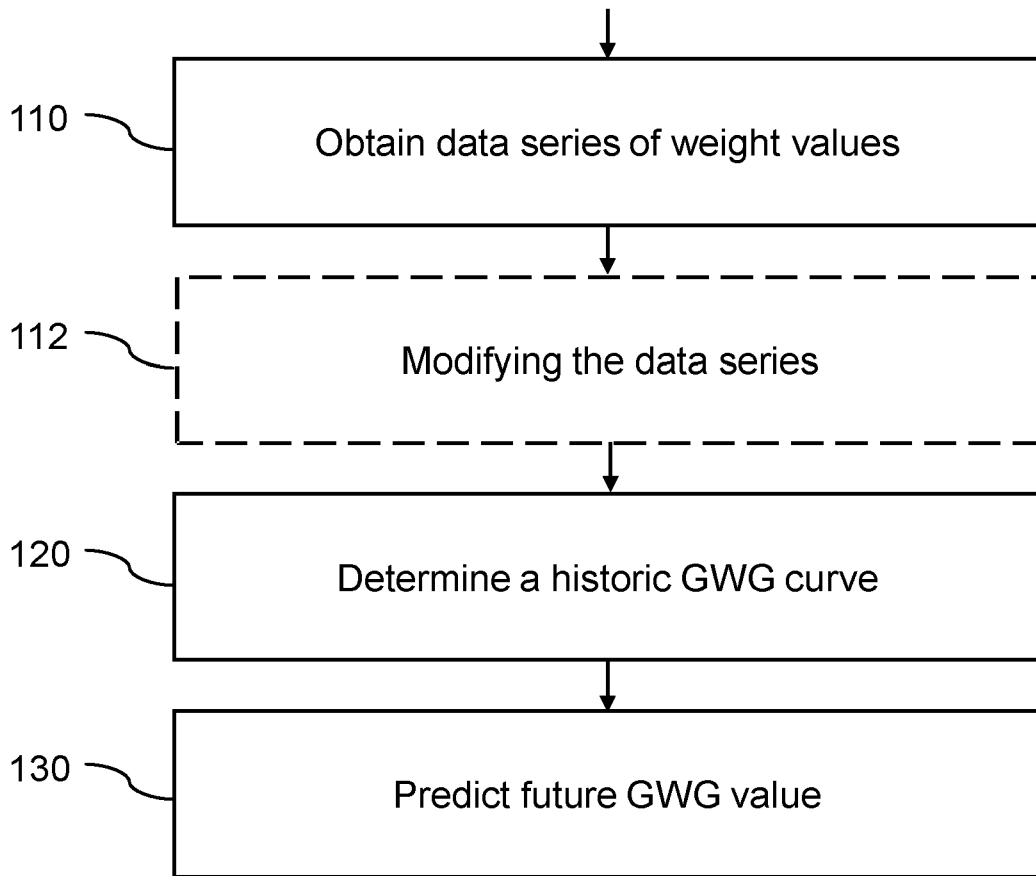 110
Obtain data series of weight values
112
Modifying the data series
120
Determine a historic GWG curve
130
Predict future GWG value